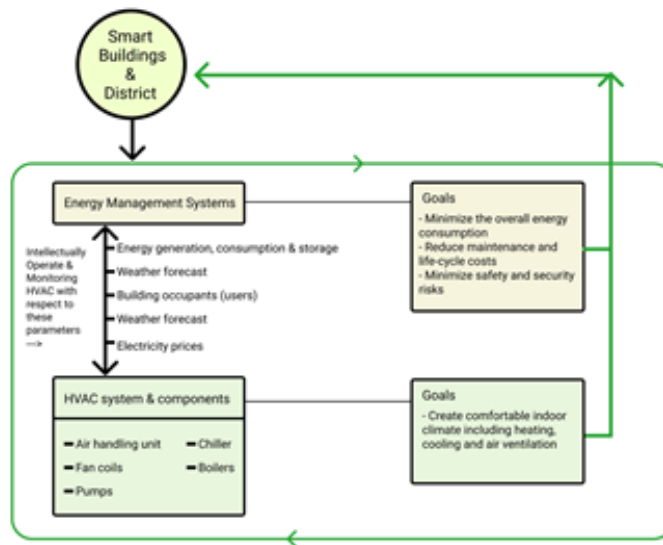 Smart
Buildings
&
District
Energy Management Systems
Goals
- Minimize the overall energy
consumption
- Reduce maintenance and
life-cycle costs
- Minimize safety and security
risks
Intellectually
Operate &
Monitoring
HVAC with
respect to
these
parameters
--->
Energy generation, consumption & storage
Weather forecast
Building occupants (users)
Weather forecast
Electricity prices
HVAC system & components
Air handling unit
Chiller
Fan coils
Boilers
Pumps
Goals
- Create comfortable indoor
climate including heating,
cooling and air ventilation